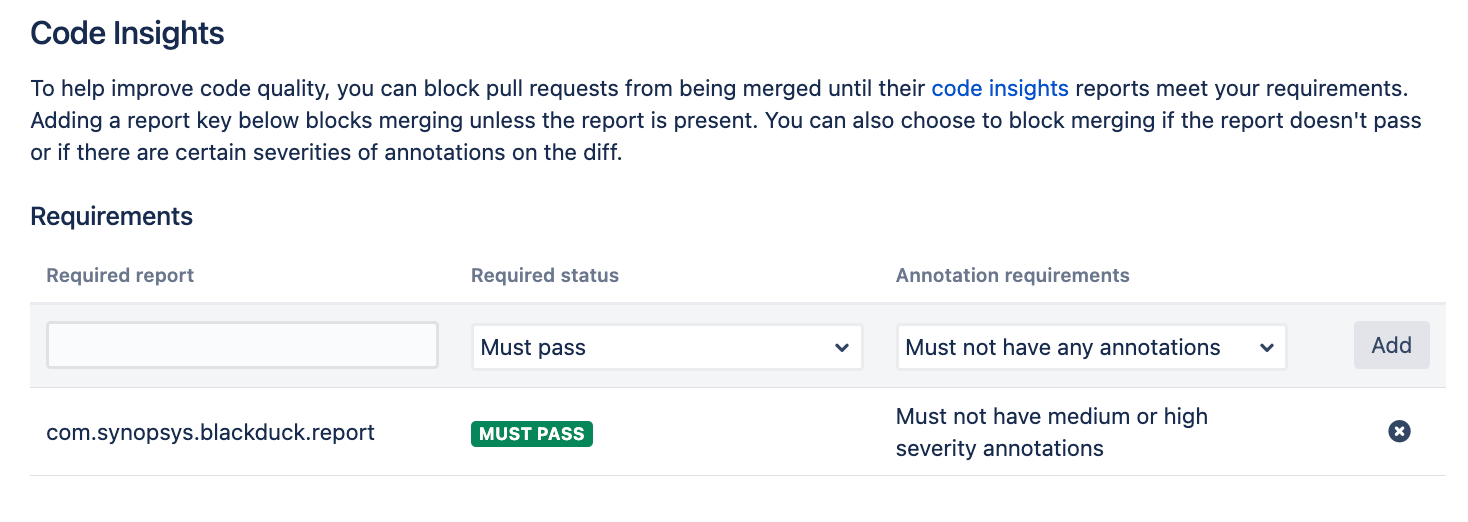 Code Insights
To help improve code quality, you can block pull requests from being merged until their code insights reports meet your requirements.
Adding a report key below blocks merging unless the report is present. You can also choose to block merging if the report doesn't pass
or if there are certain severities of annotations on the diff.
Requirements
Required report Required status Annotation requirements
Must pass Must not have any annotations Add
com.synopsys.blackduck.report MUST PASS Must not have medium or high
severity annotations